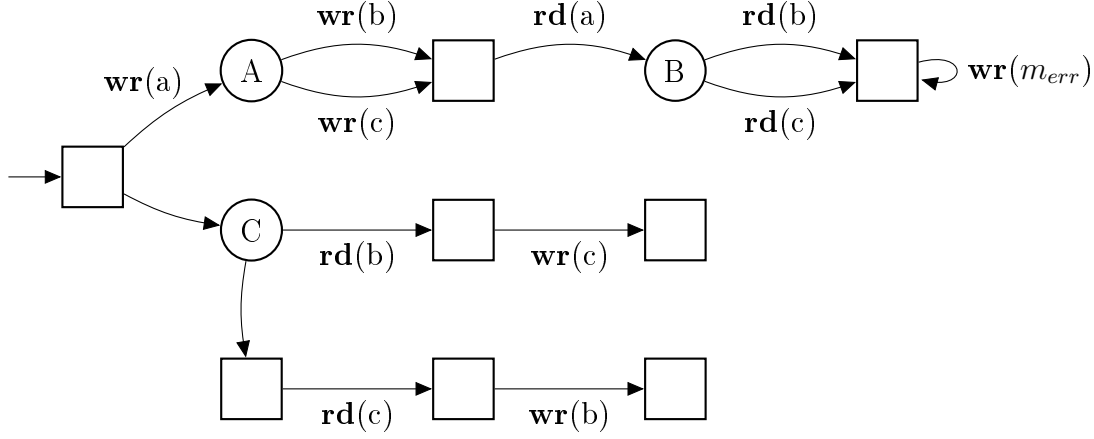 wr(b) rd(a) rd(b)
wr(a) A B wr(m_err)
wr(c) rd(c)
C
rd(b) wr(c)
rd(c) wr(b)